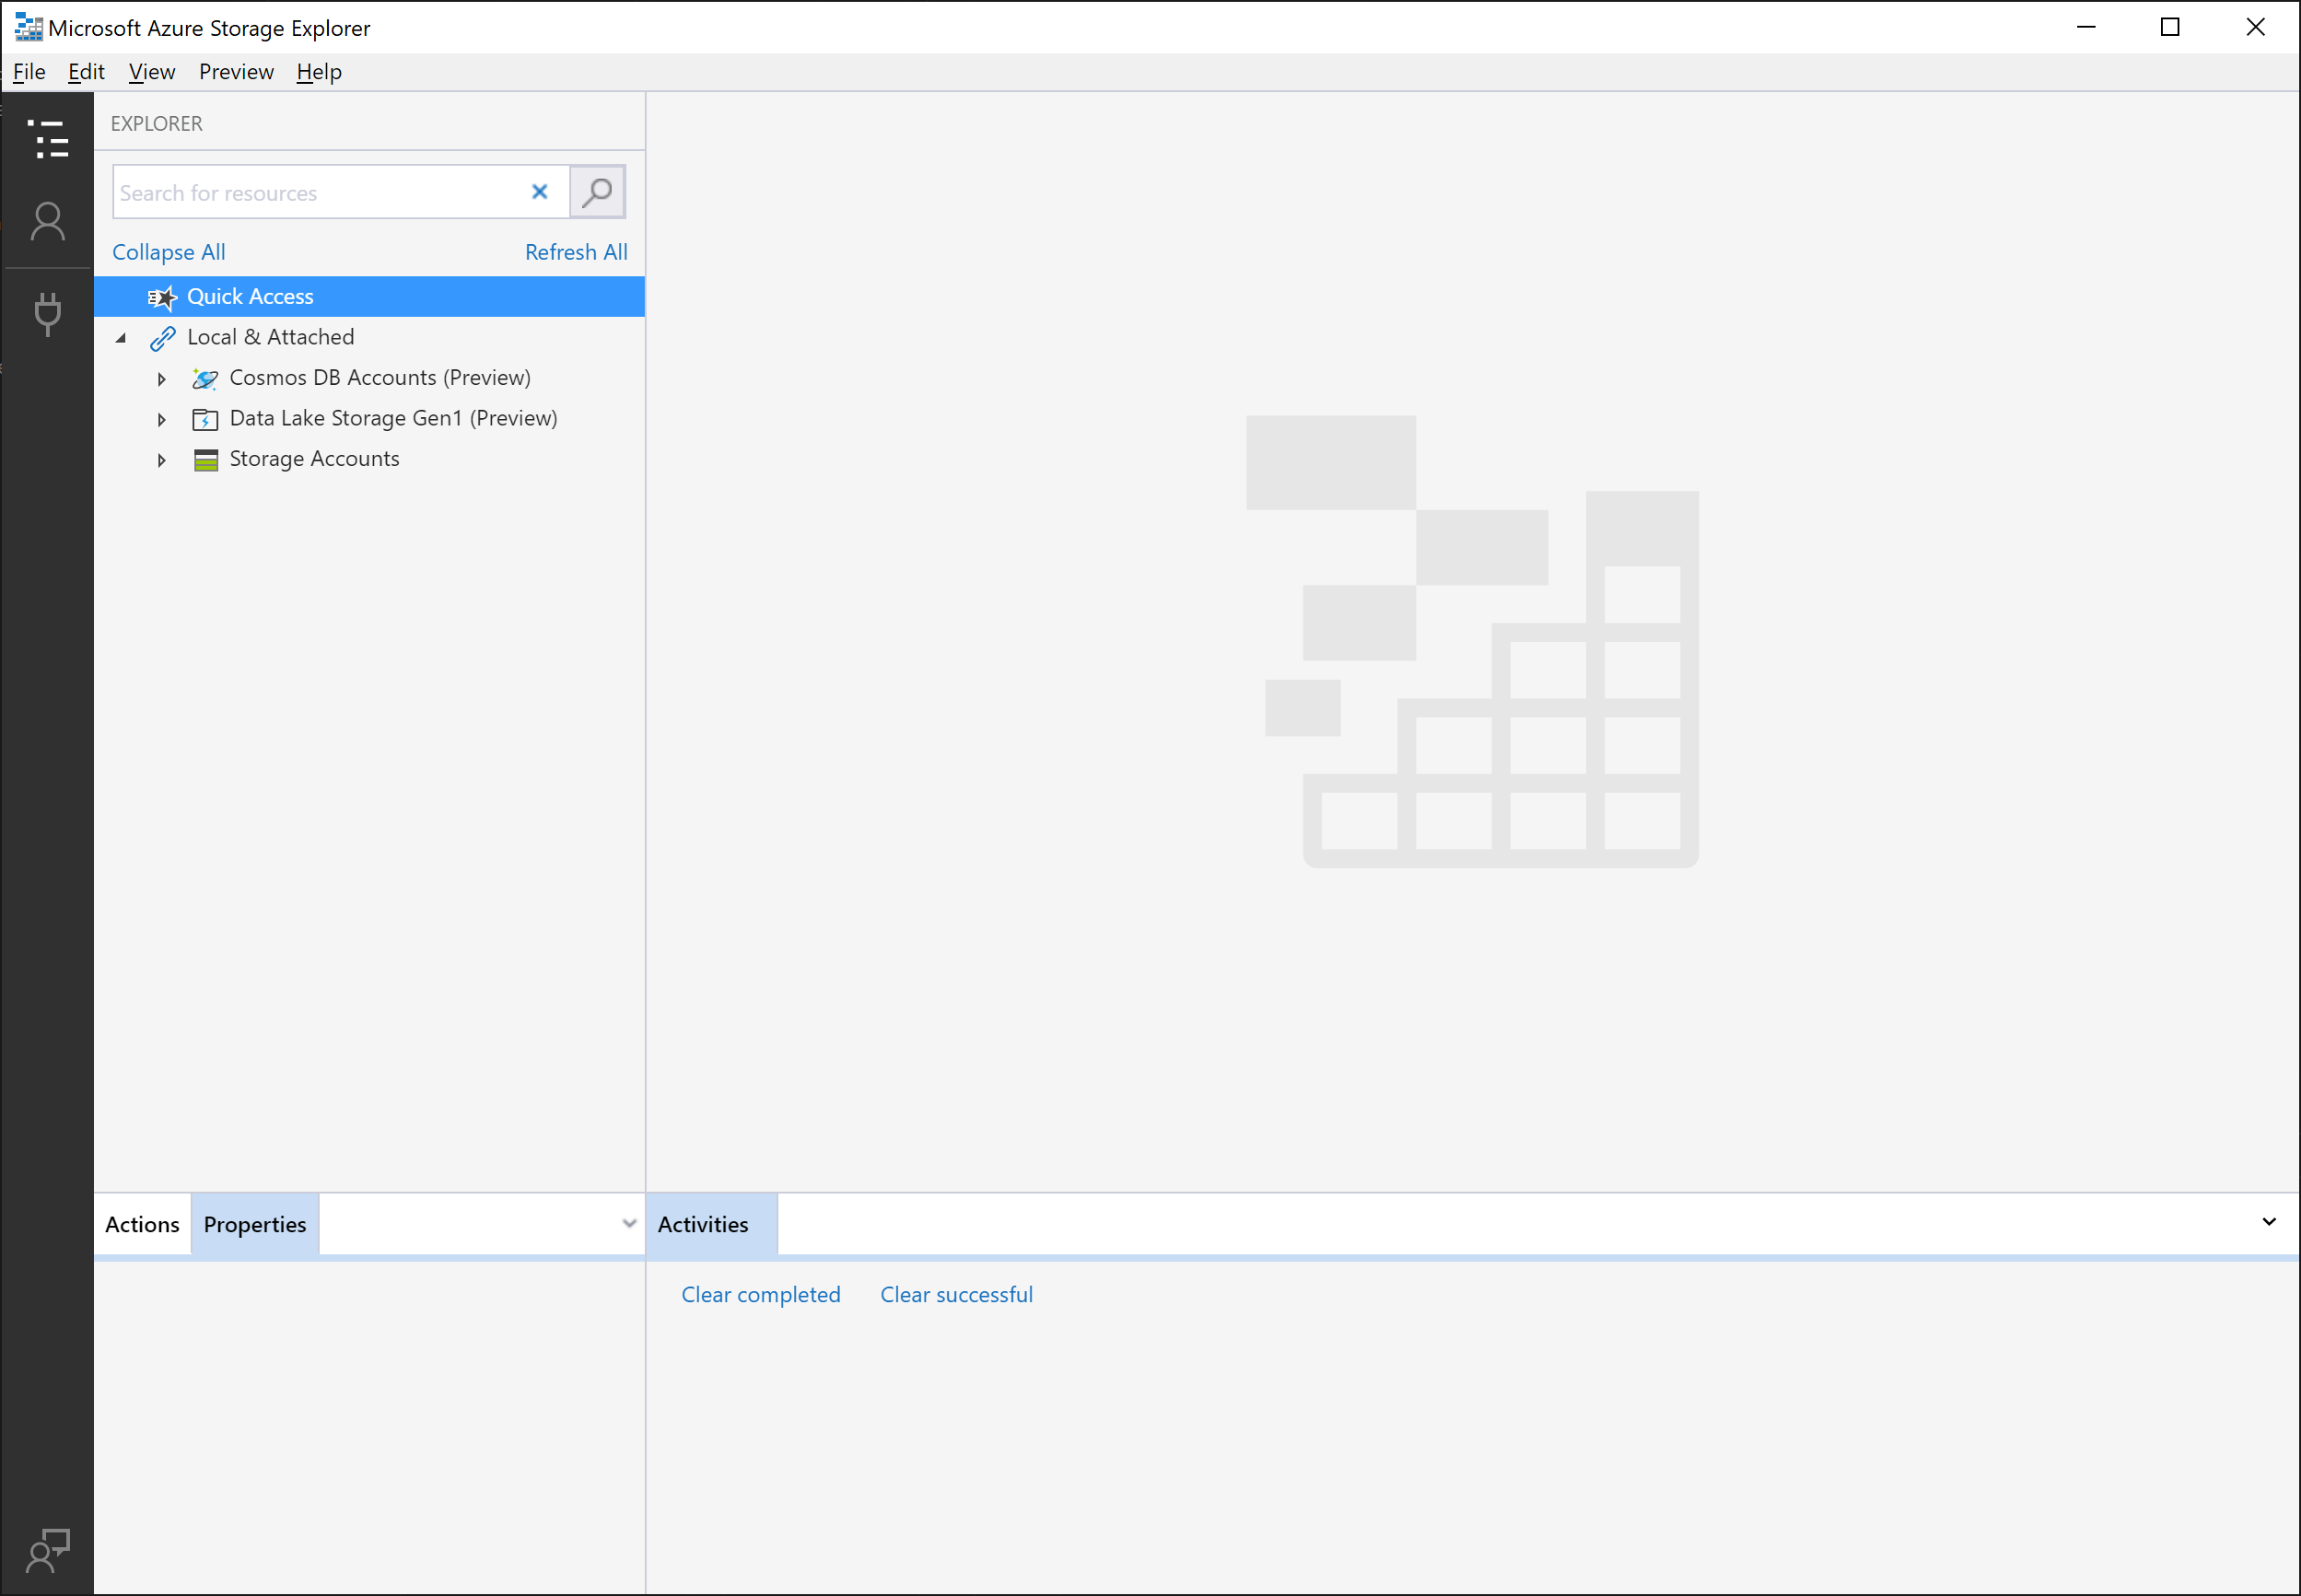 Microsoft Azure Storage Explorer
File Edit View Preview Help
EXPLORER
Search for resources
Collapse All Refresh All
Quick Access
Local & Attached
Cosmos DB Accounts (Preview)
Data Lake Storage Gen1 (Preview)
Storage Accounts
Actions Properties Activities
Clear completed Clear successful